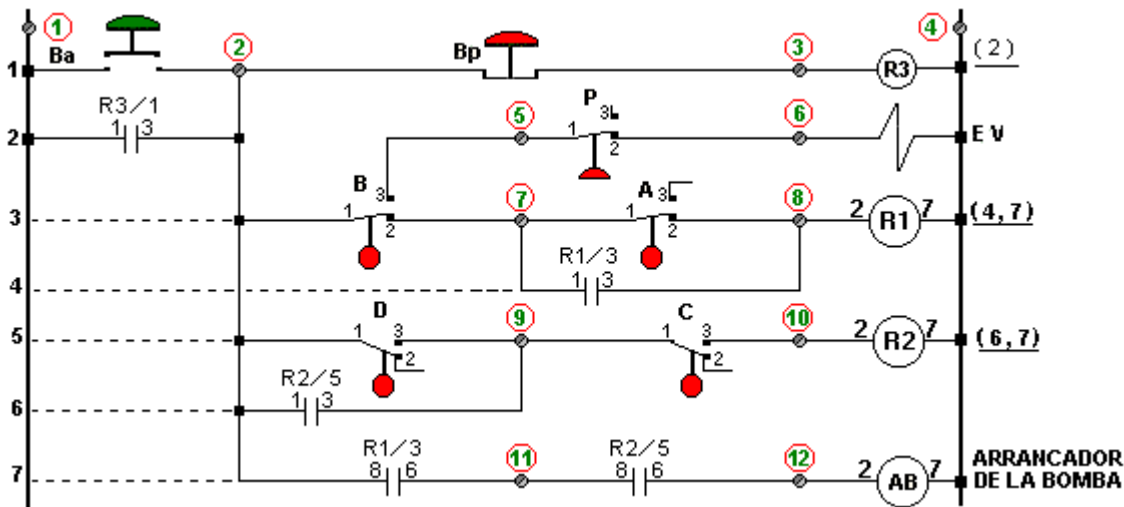 1 2 3 4
Ba Bp (2)
1 R3
R3/1 P 3
5 1 6
2 1 3 2 E V
B 3 7 A 3 8
3 1 2 1 2 2 R1 7 (4,7)
R1/3
4 1 3
D 9 C 10
5 1 3 1 3 2 R2 7 (6,7)
2 2
R2/5
6 1 3
R1/3 11 R2/5 12 ARRANCADOR
7 8 6 8 6 2 AB 7 DE LA BOMBA